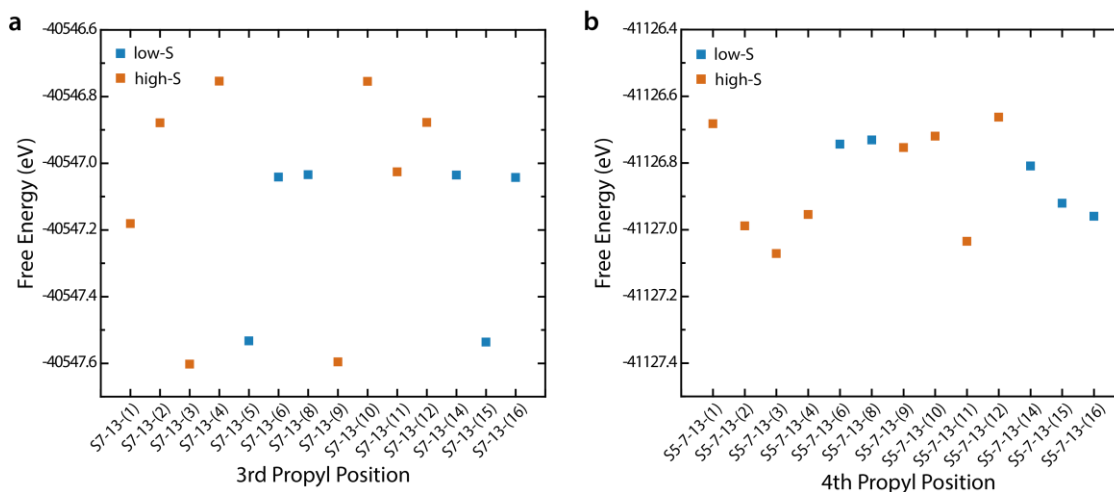 a
-40546.6
-40546.8
-40547.0
-40547.2
-40547.4
-40547.6
Free Energy (eV)
low-S
high-S
S7-13-(1)
S7-13-(2)
S7-13-(3)
S7-13-(4)
S7-13-(5)
S7-13-(6)
S7-13-(8)
S7-13-(9)
S7-13-(10)
S7-13-(11)
S7-13-(12)
S7-13-(14)
S7-13-(15)
S7-13-(16)
3rd Propyl Position
b
-41126.4
-41126.6
-41126.8
-41127.0
-41127.2
-41127.4
Free Energy (eV)
low-S
high-S
S5-7-13-(1)
S5-7-13-(2)
S5-7-13-(3)
S5-7-13-(4)
S5-7-13-(6)
S5-7-13-(8)
S5-7-13-(9)
S5-7-13-(10)
S5-7-13-(11)
S5-7-13-(12)
S5-7-13-(14)
S5-7-13-(15)
S5-7-13-(16)
4th Propyl Position